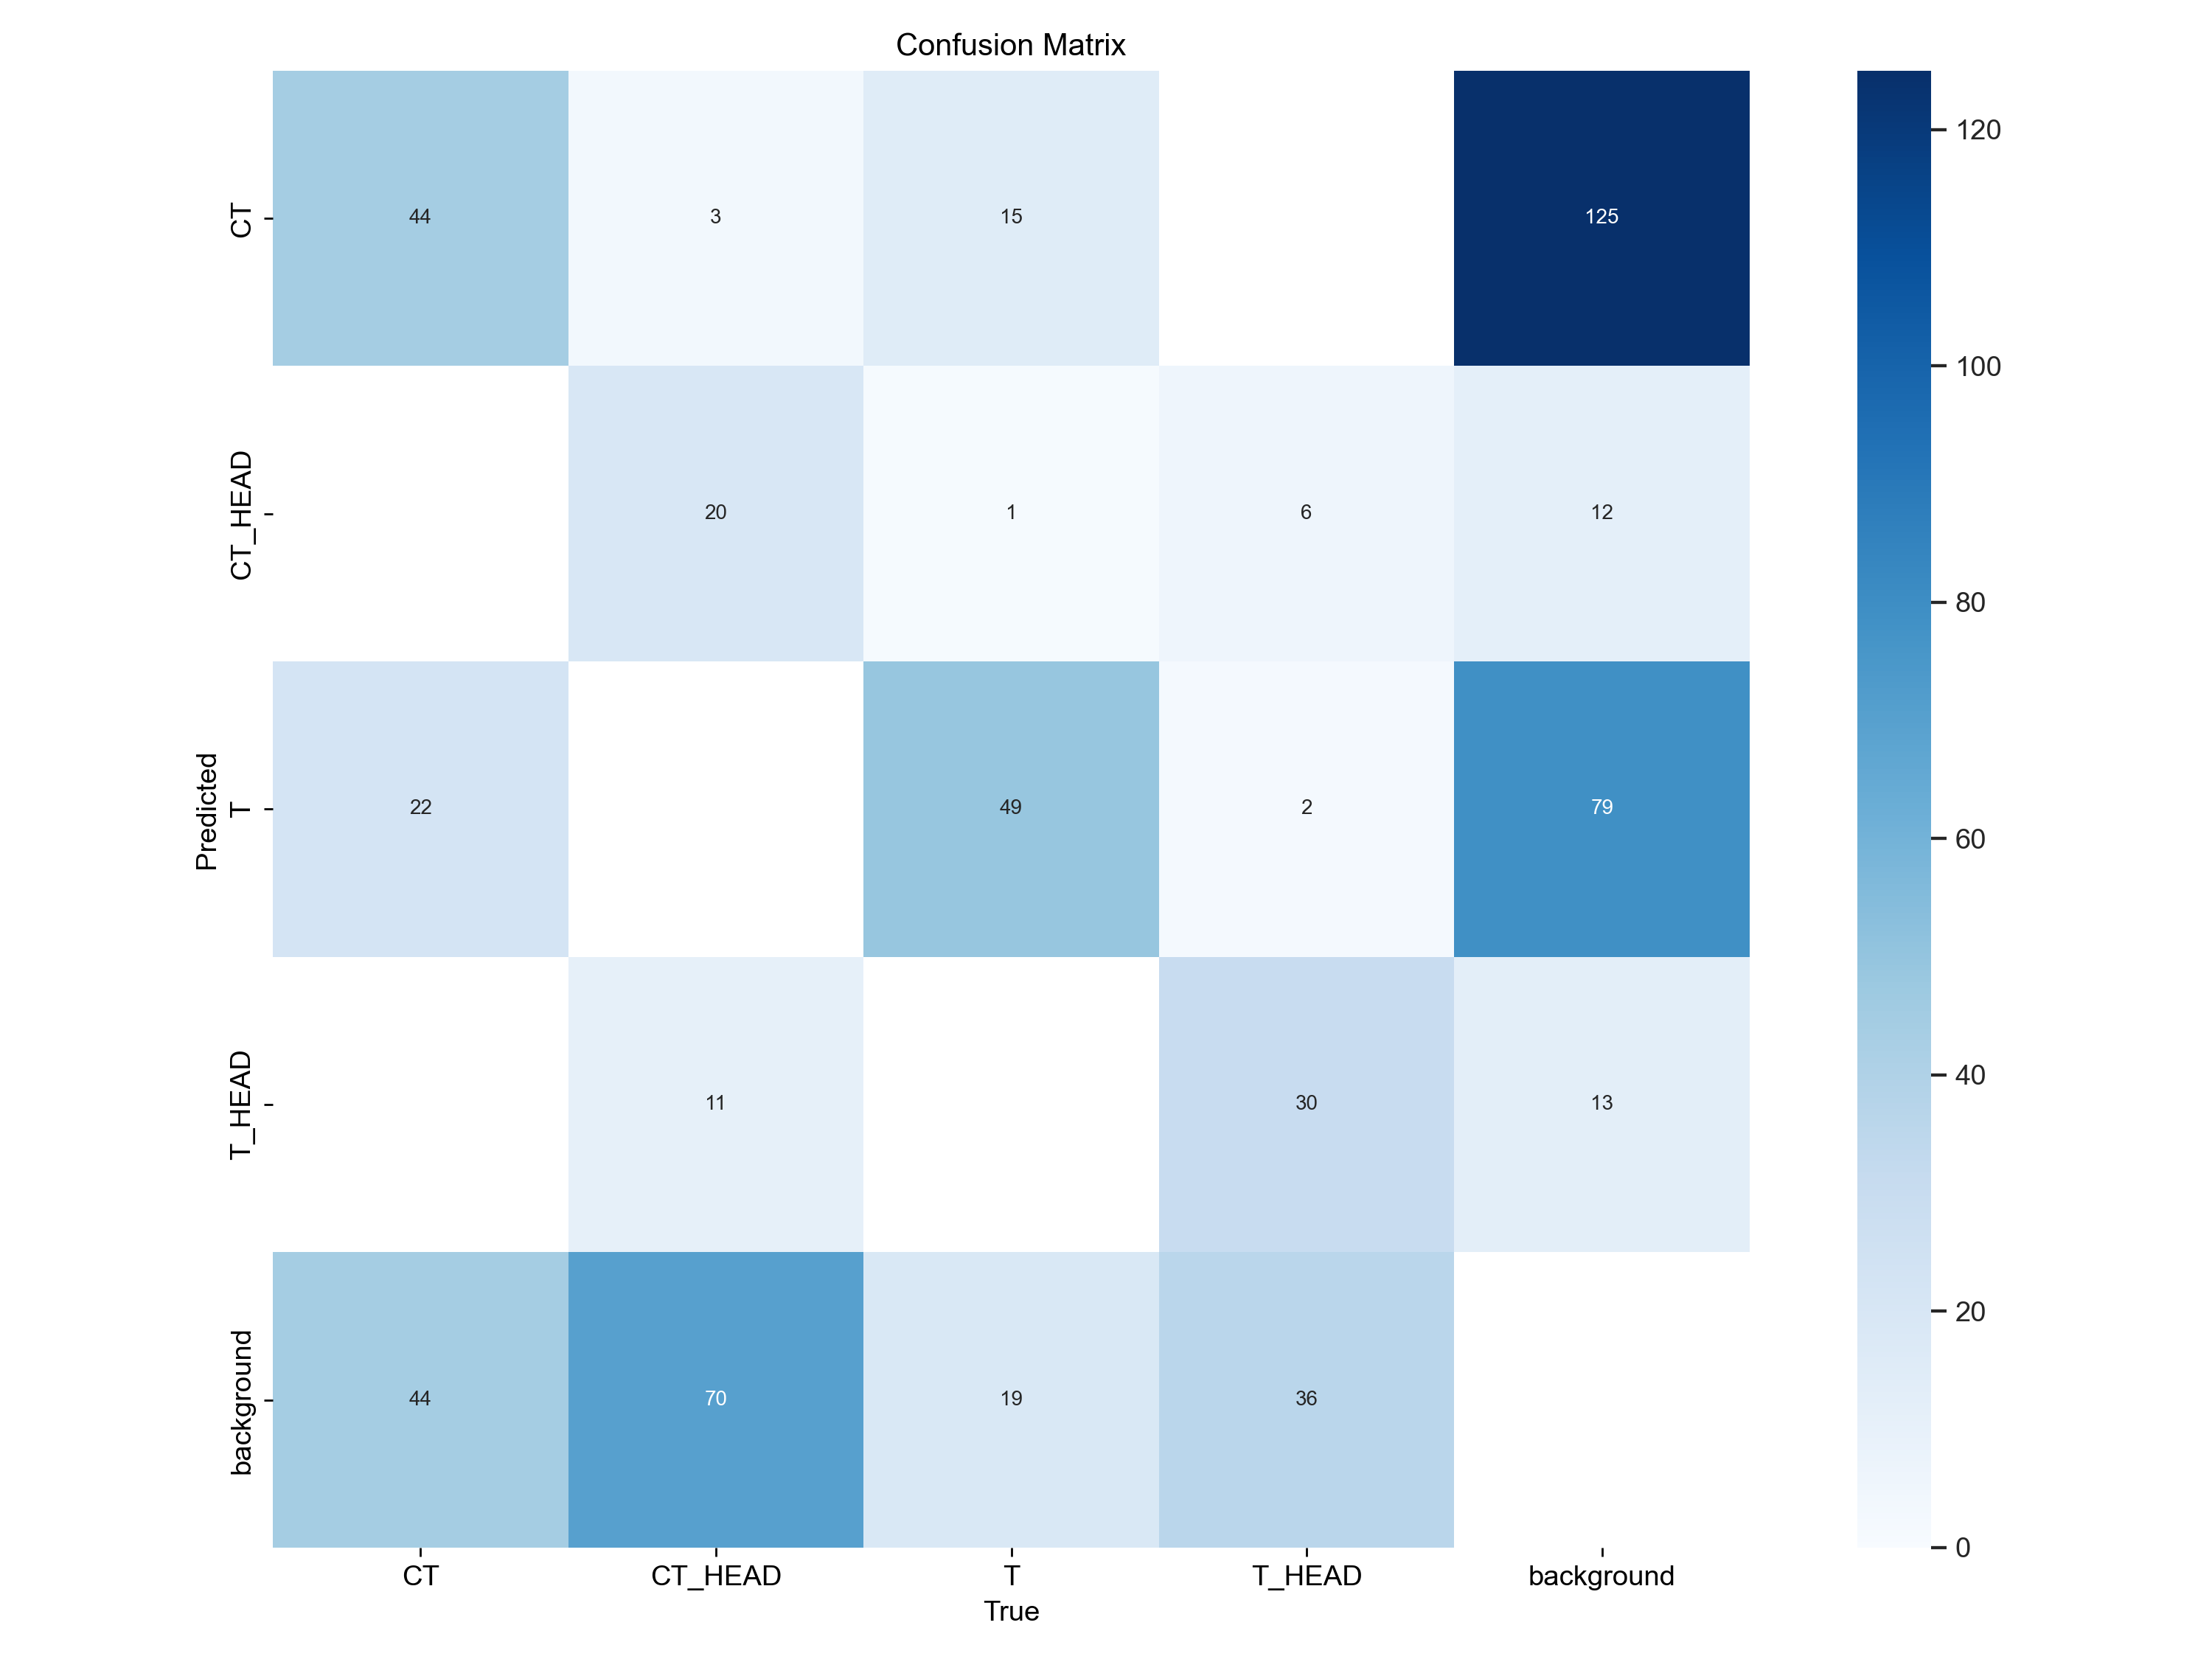 Confusion Matrix
CT 44 3 15 125
CT_HEAD 20 1 6 12
T 22 49 2 79
T_HEAD 11 30 13
background 44 70 19 36
CT CT_HEAD T T_HEAD background
True
Predicted
120
100
80
60
40
20
0